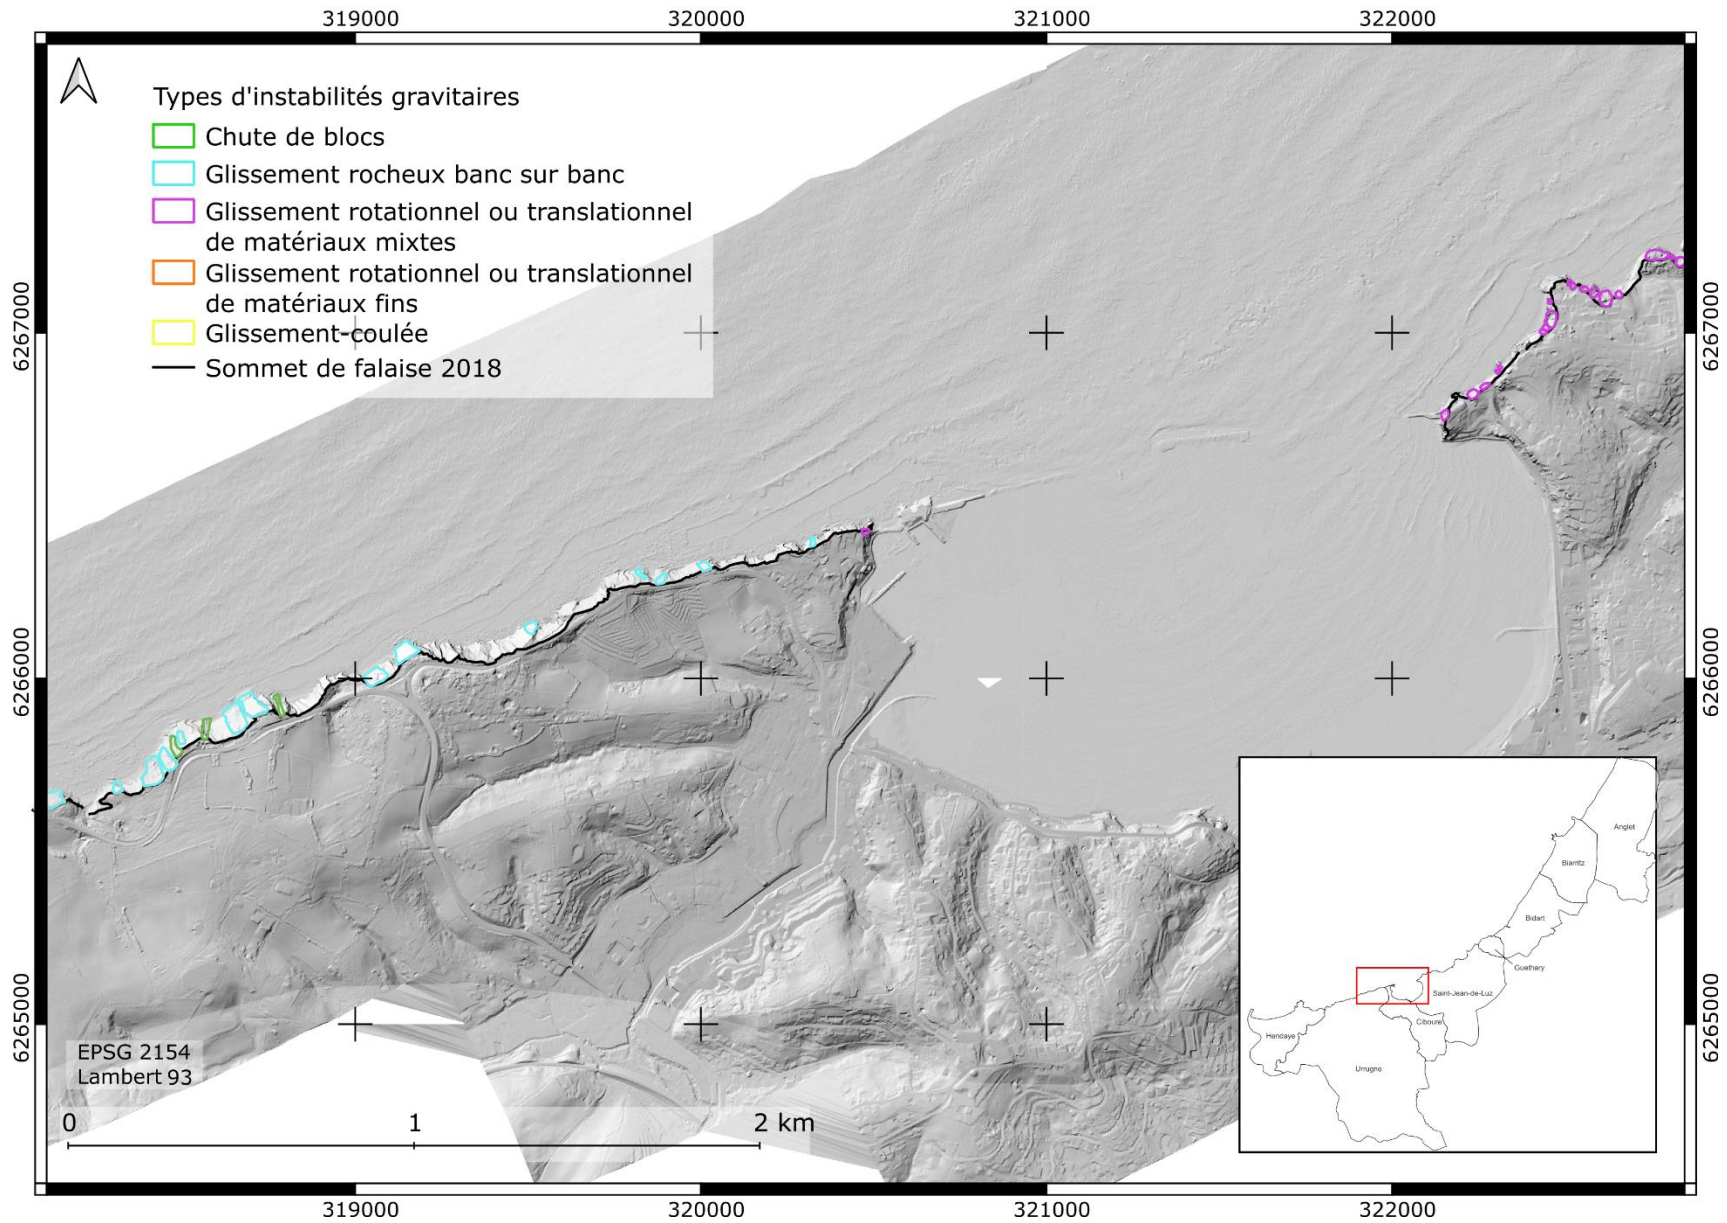 319000 320000 321000 322000
Types d'instabilités gravitaires
Chute de blocs
Glissement rocheux banc sur banc
Glissement rotationnel ou translationnel
de matériaux mixtes
Glissement rotationnel ou translationnel
de matériaux fins
Glissement-coulée
Sommet de falaise 2018
6267000
6266000
6265000
6267000
6266000
6265000
EPSG 2154
Lambert 93
0 1 2 km
Anglet
Biarritz
Bidart
Guethary
Saint-Jean-de-Luz
Ciboure
Hendaye
Urrugne
319000 320000 321000 322000